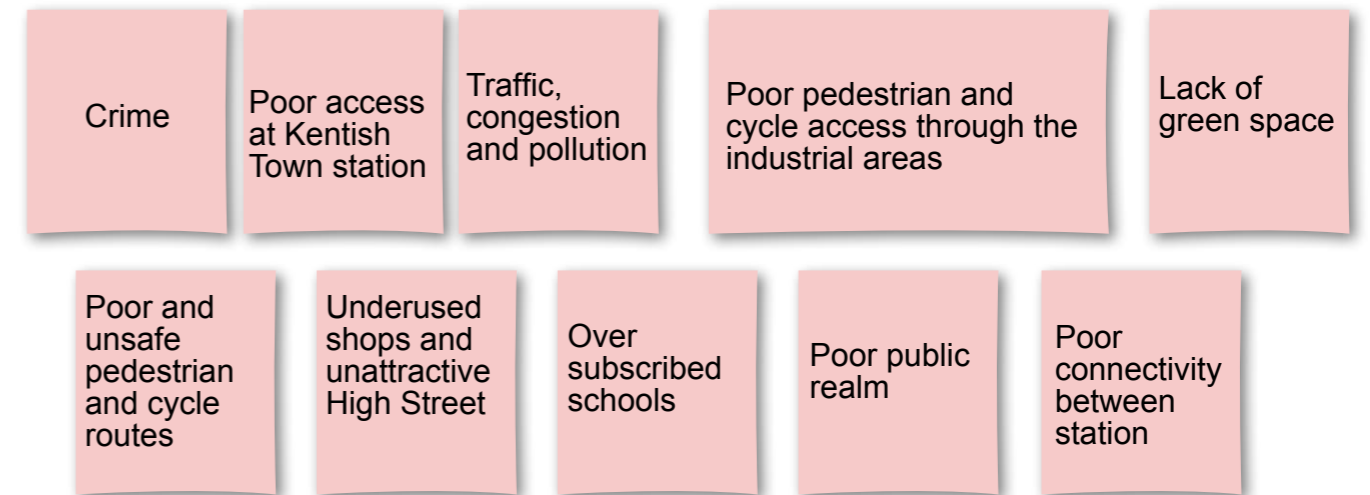 Crime
Poor access
at Kentish
Town station
Traffic,
congestion
and pollution
Poor pedestrian and
cycle access through the
industrial areas
Lack of
green space
Poor and
unsafe
pedestrian
and cycle
routes
Underused
shops and
unattractive
High Street
Over
subscribed
schools
Poor public
realm
Poor
connectivity
between
station